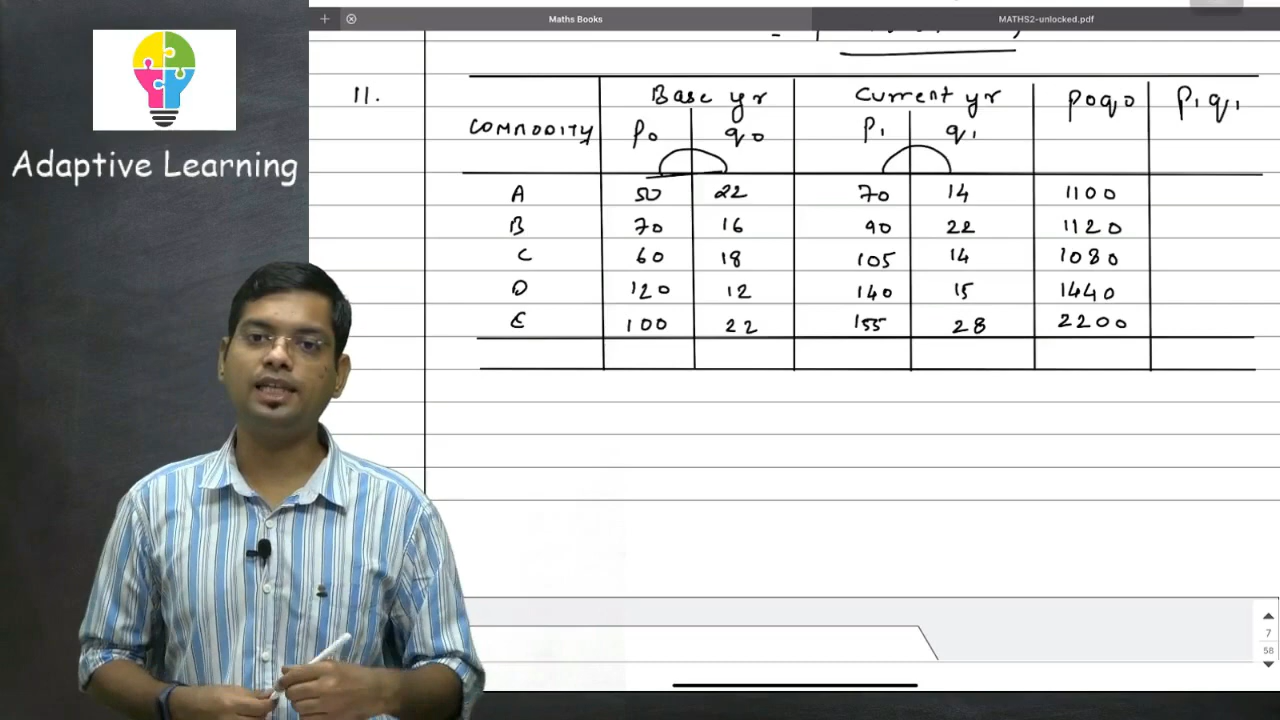 Maths Books
MATHS2-unlocked.pdf
Adaptive Learning
11.
Base yr Current yr p0q0 p1q1
COMMODITY p0 q0 p1 q1
A 50 22 70 14 1100
B 70 16 90 22 1120
C 60 18 105 14 1080
D 120 12 140 15 1440
E 100 22 155 28 2200
7
58